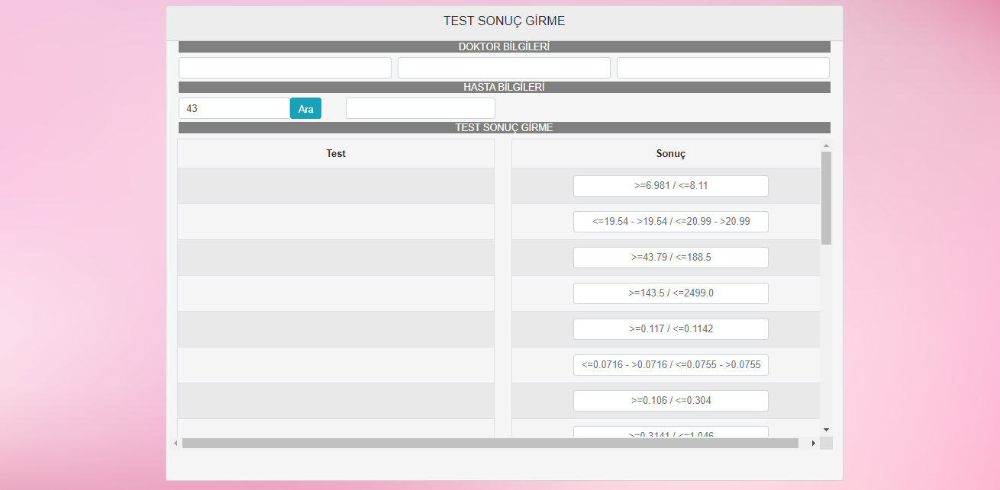 TEST SONUÇ GİRME
DOKTOR BİLGİLERİ
HASTA BİLGİLERİ
43 Ara
TEST SONUÇ GİRME
Test Sonuç
>=6.981 / <=8.11
<=19.54 - >19.54 / <=20.99 - >20.99
>=43.79 / <=188.5
>=143.5 / <=2499.0
>=0.117 / <=0.1142
<=0.0716 - >0.0716 / <=0.0755 - >0.0755
>=0.106 / <=0.304
>=0.3141 / <=1.046